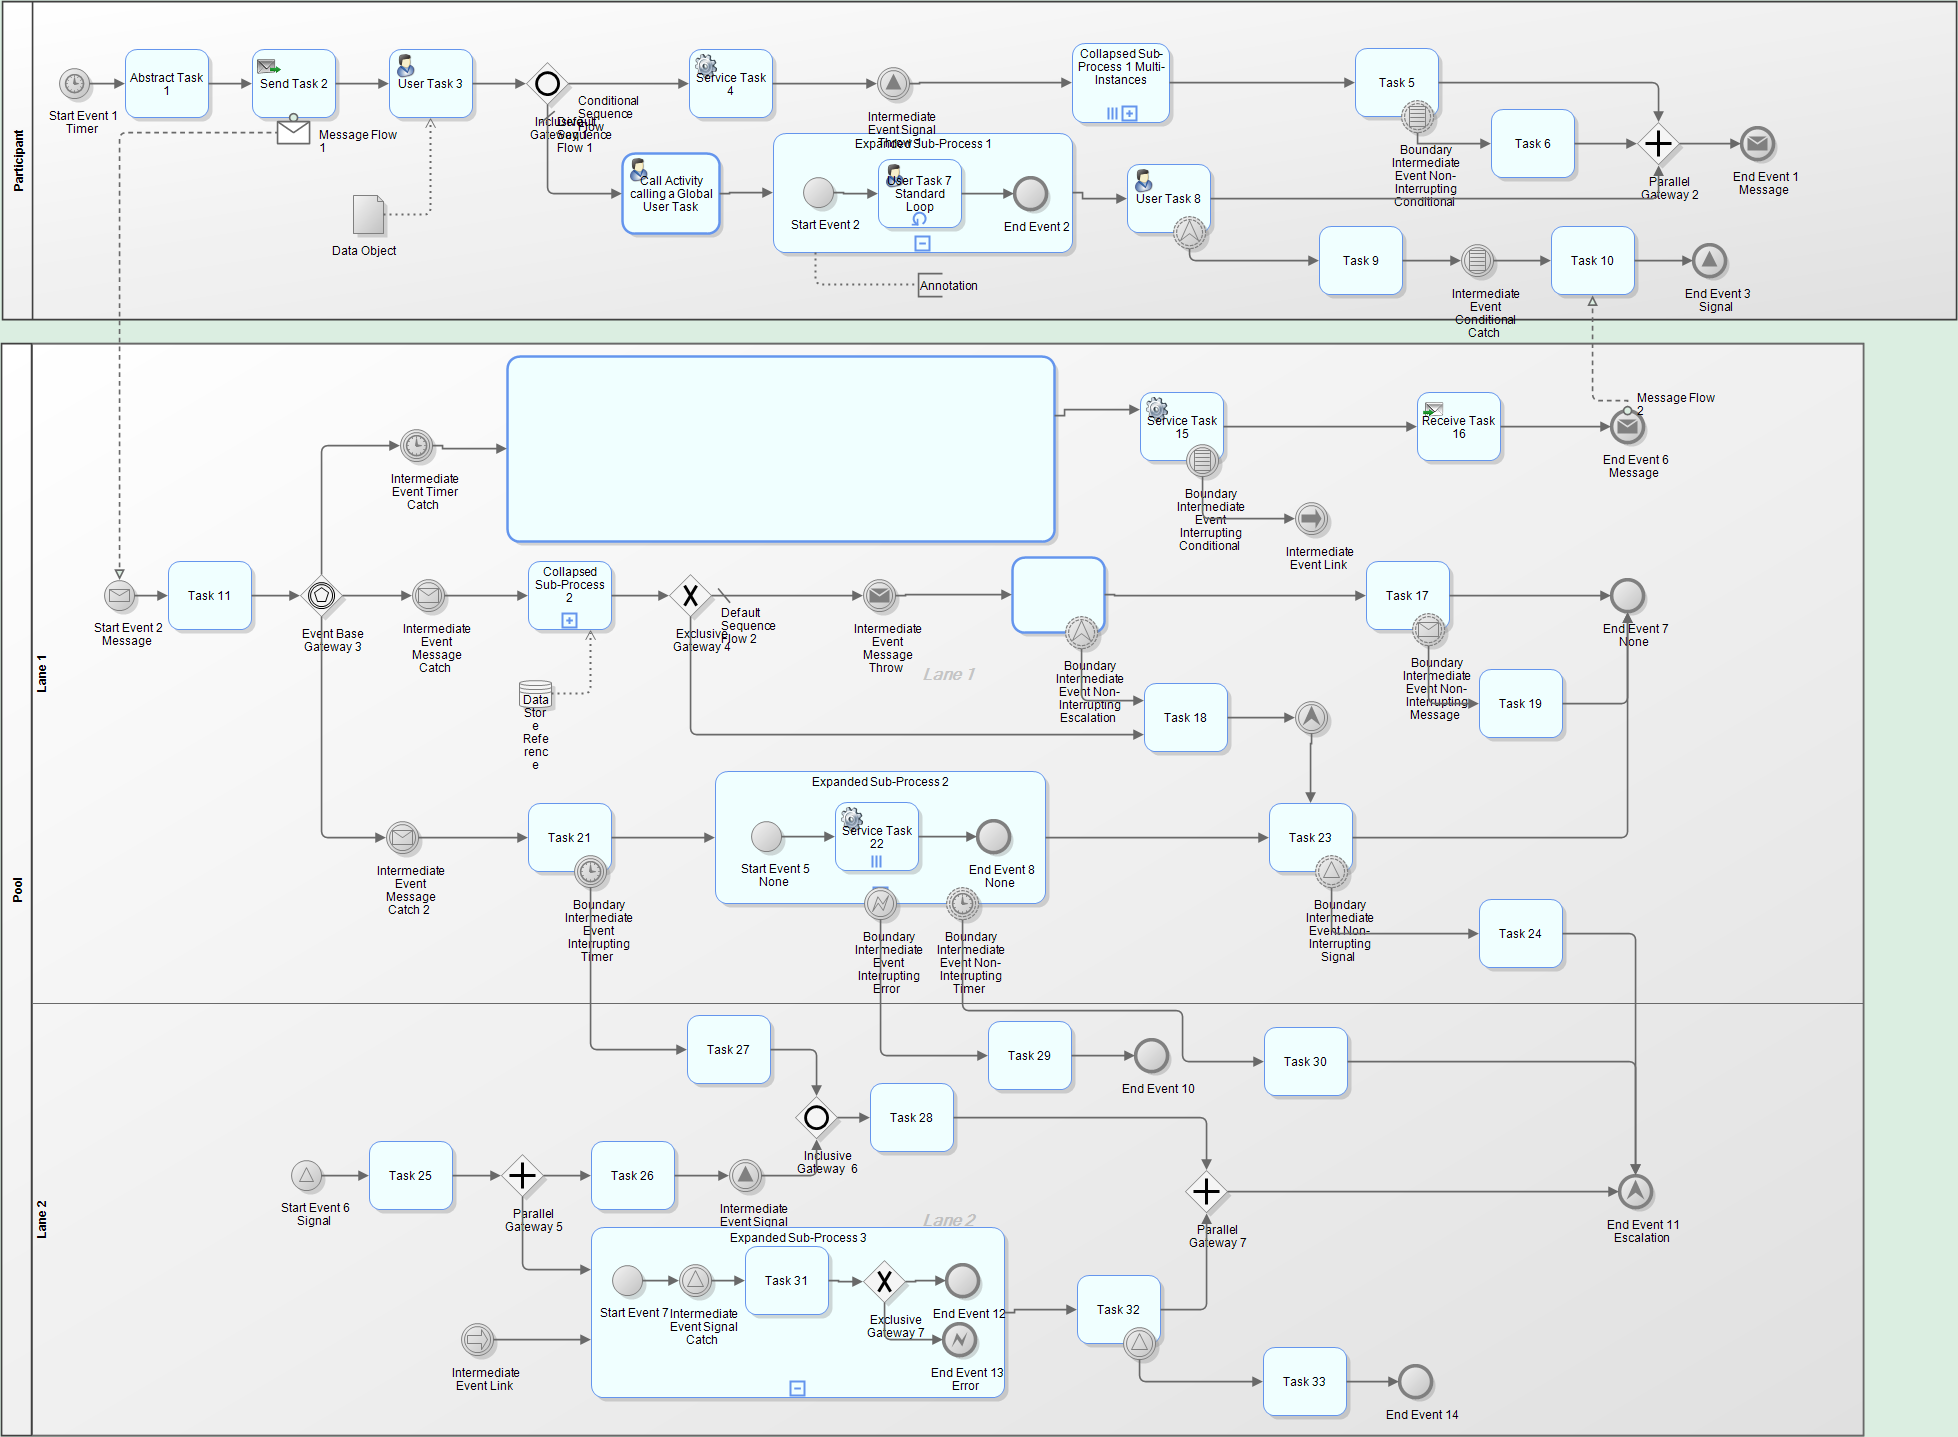 Participant
Start Event 1
Timer
Abstract Task
1
Send Task 2
Message Flow
1
User Task 3
Data Object
Inclusive
Gateway 1
Conditional
Sequence
Flow
Default
Sequence
Flow 1
Service Task
4
Intermediate
Event Signal
Throw
Collapsed Sub-
Process 1 Multi-
Instances
Task 5
Boundary
Intermediate
Event Non-
Interrupting
Conditional
Task 6
Parallel
Gateway 2
End Event 1
Message
Call Activity
calling a Global
User Task
Expanded Sub-Process 1
Start Event 2
User Task 7
Standard
Loop
End Event 2
Annotation
User Task 8
Task 9
Intermediate
Event
Conditional
Catch
Task 10
End Event 3
Signal
Pool
Lane 1
Intermediate
Event Timer
Catch
Service Task
15
Boundary
Intermediate
Event
Interrupting
Conditional
Intermediate
Event Link
Receive Task
16
Message Flow
2
End Event 6
Message
Start Event 2
Message
Task 11
Event Base
Gateway 3
Intermediate
Event
Message
Catch
Collapsed
Sub-Process
2
Data
Stor
e
Refe
renc
e
Exclusive
Gateway 4
Default
Sequence
Flow 2
Intermediate
Event
Message
Throw
Lane 1
Boundary
Intermediate
Event Non-
Interrupting
Escalation
Task 17
Boundary
Intermediate
Event Non-
Interrupting
Message
End Event 7
None
Task 18
Task 19
Intermediate
Event
Message
Catch 2
Task 21
Boundary
Intermediate
Event
Interrupting
Timer
Expanded Sub-Process 2
Start Event 5
None
Service Task
22
End Event 8
None
Boundary
Intermediate
Event
Interrupting
Error
Boundary
Intermediate
Event Non-
Interrupting
Timer
Task 23
Boundary
Intermediate
Event Non-
Interrupting
Signal
Task 24
Lane 2
Task 27
Task 29
End Event 10
Task 30
Start Event 6
Signal
Task 25
Parallel
Gateway 5
Task 26
Intermediate
Event Signal
Inclusive
Gateway 6
Task 28
Lane 2
Parallel
Gateway 7
End Event 11
Escalation
Intermediate
Event Link
Expanded Sub-Process 3
Start Event 7
Intermediate
Event Signal
Catch
Task 31
Exclusive
Gateway 7
End Event 12
End Event 13
Error
Task 32
Task 33
End Event 14